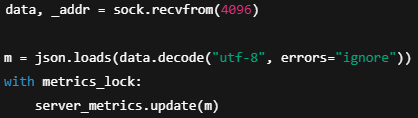 data, _addr = sock.recvfrom(4096)
m = json.loads(data.decode("utf-8", errors="ignore"))
with metrics_lock:
    server_metrics.update(m)